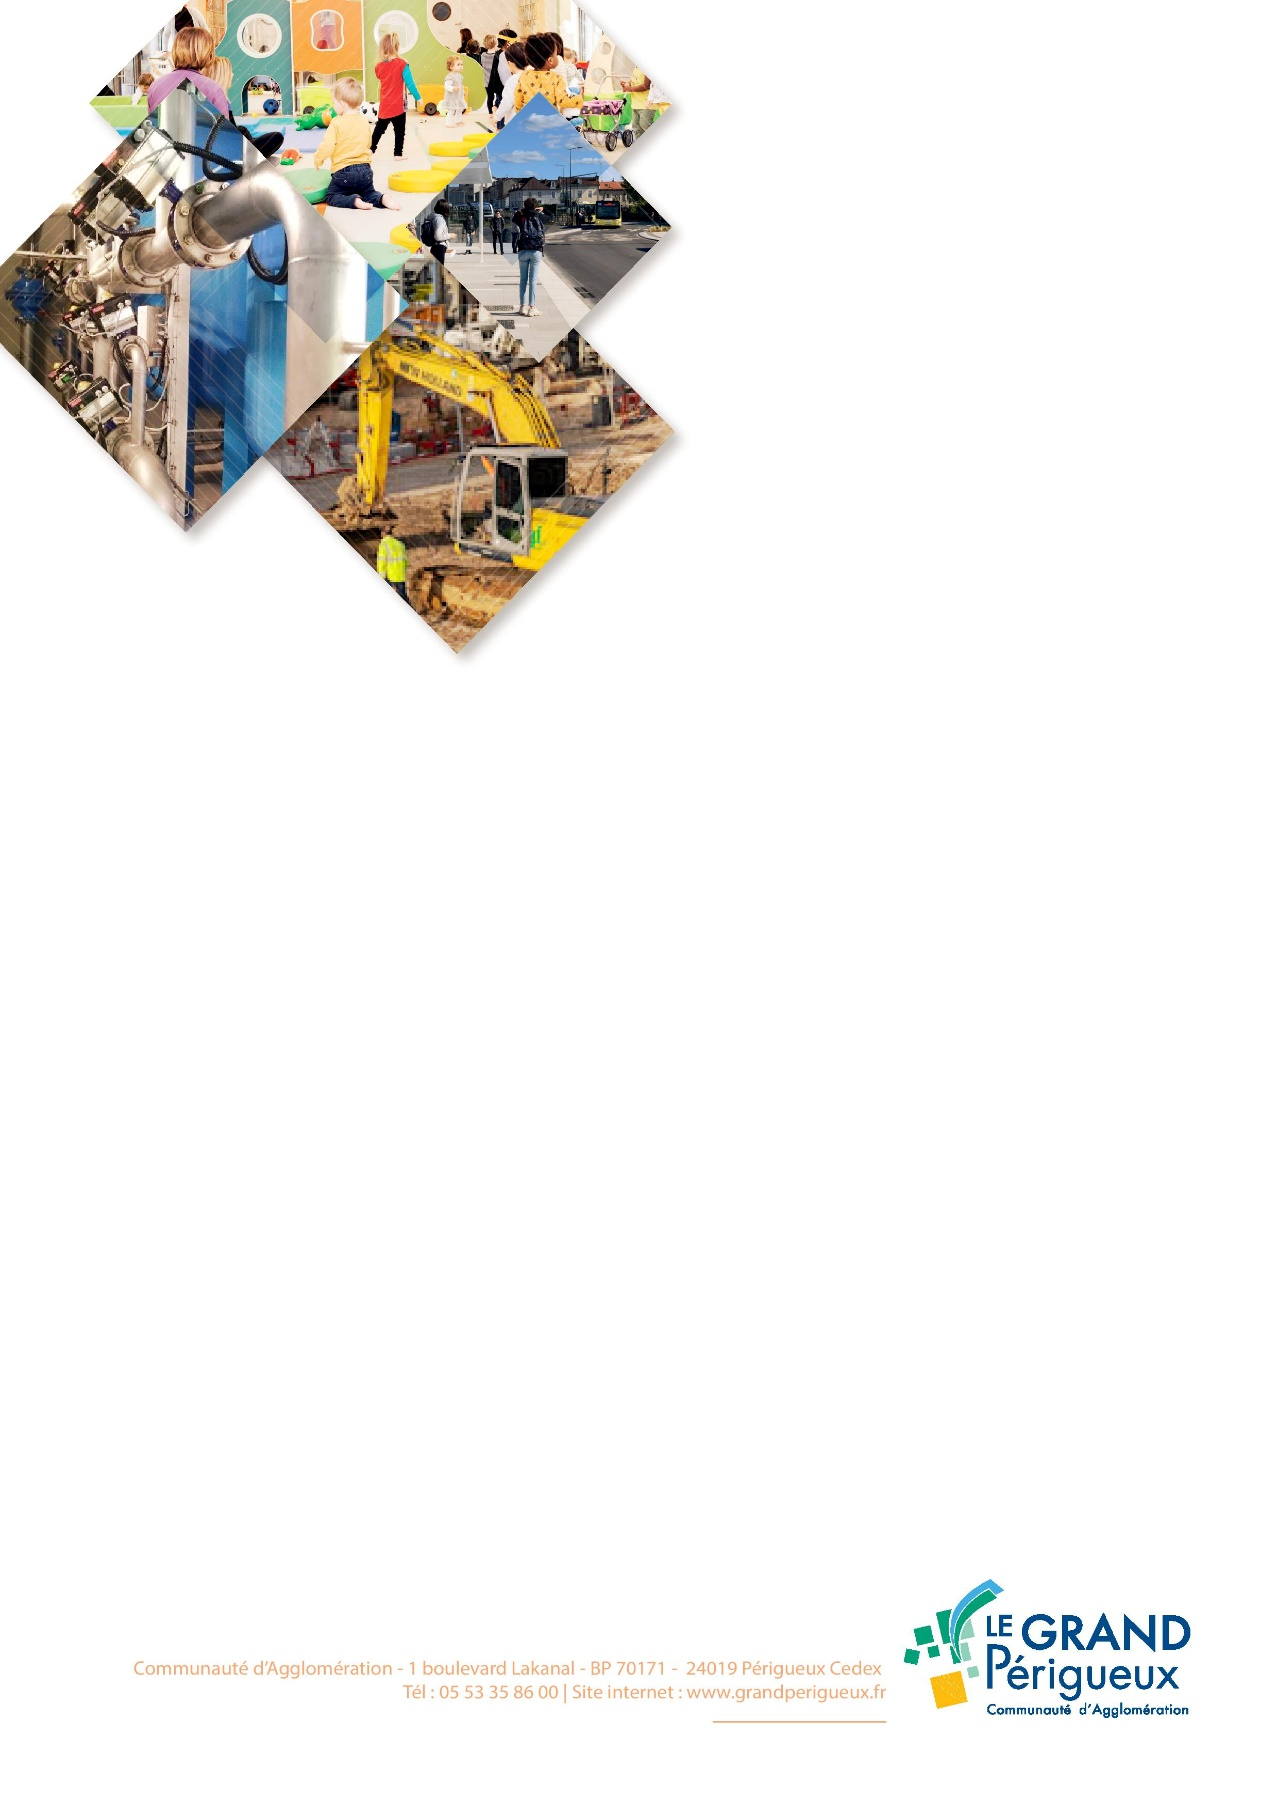 Communauté d'Agglomération - 1 boulevard Lakanal - BP 70171 - 24019 Périgueux Cedex
Tél : 05 53 35 86 00 | Site internet : www.grandperigueux.fr
LE GRAND
Périgueux
Communauté d'Agglomération